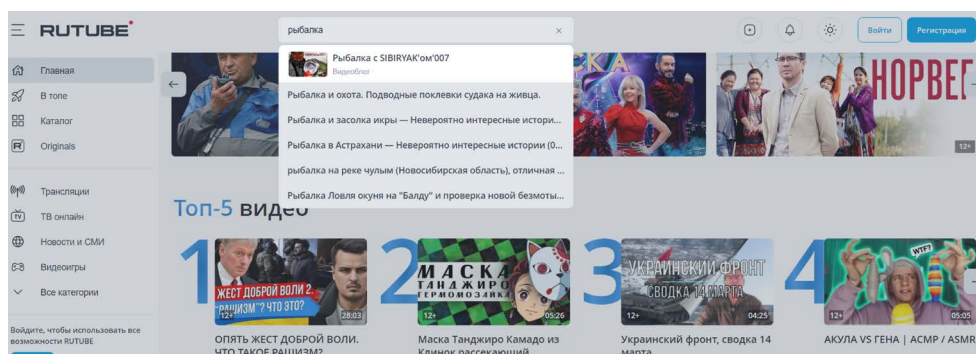 RUTUBE
рыбалка
Войти
Регистрация
Рыбалка с SIBIRYAK'ом'007
Видеоблог
Рыбалка и охота. Подводные поклевки судака на живца.
Рыбалка и засолка икры — Невероятно интересные истори...
Рыбалка в Астрахани — Невероятно интересные истории (0...
рыбалка на реке чулым (Новосибирская область), отличная ...
Рыбалка Ловля окуня на "Балду" и проверка новой безмоты...
Главная
В топе
Каталог
R Originals
Трансляции
TV ТВ онлайн
Новости и СМИ
Видеоигры
Все категории
Войдите, чтобы использовать все
возможности RUTUBE
КА
НОРВЕГ
12+
Топ-5 видео
1
ЖЕСТ ДОБРОЙ ВОЛИ 2.
"РАШИЗМ"? ЧТО ЭТО?
12+
28:03
ОПЯТЬ ЖЕСТ ДОБРОЙ ВОЛИ.
ЧТО ТАКОЕ РАШИЗМ?
2
МАСКА
ТАНДЖИРО
ТЕРМОМОЗАИКА
12+
05:26
Маска Танджиро Камадо из
Клинок рассекающий
3
УКРАИНСКИЙ ФРОНТ
СВОДКА 14 МАРТА
12+
04:25
Украинский фронт, сводка 14
марта
4
WTF?
12+
05:05
АКУЛА VS ГЕНА | АСМР / ASMR